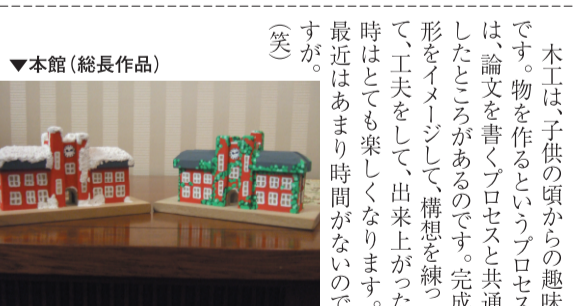 木工は、子供の頃からの趣味
です。物を作るというプロセス
は、論文を書くプロセスと共通
したところがあるのです。完成
形をイメージして、構想を練っ
て、工夫をして、出来上がった
時はとても楽しくなります。
最近はあまり時間がないので
すが。
（笑）
▼本館（総長作品）